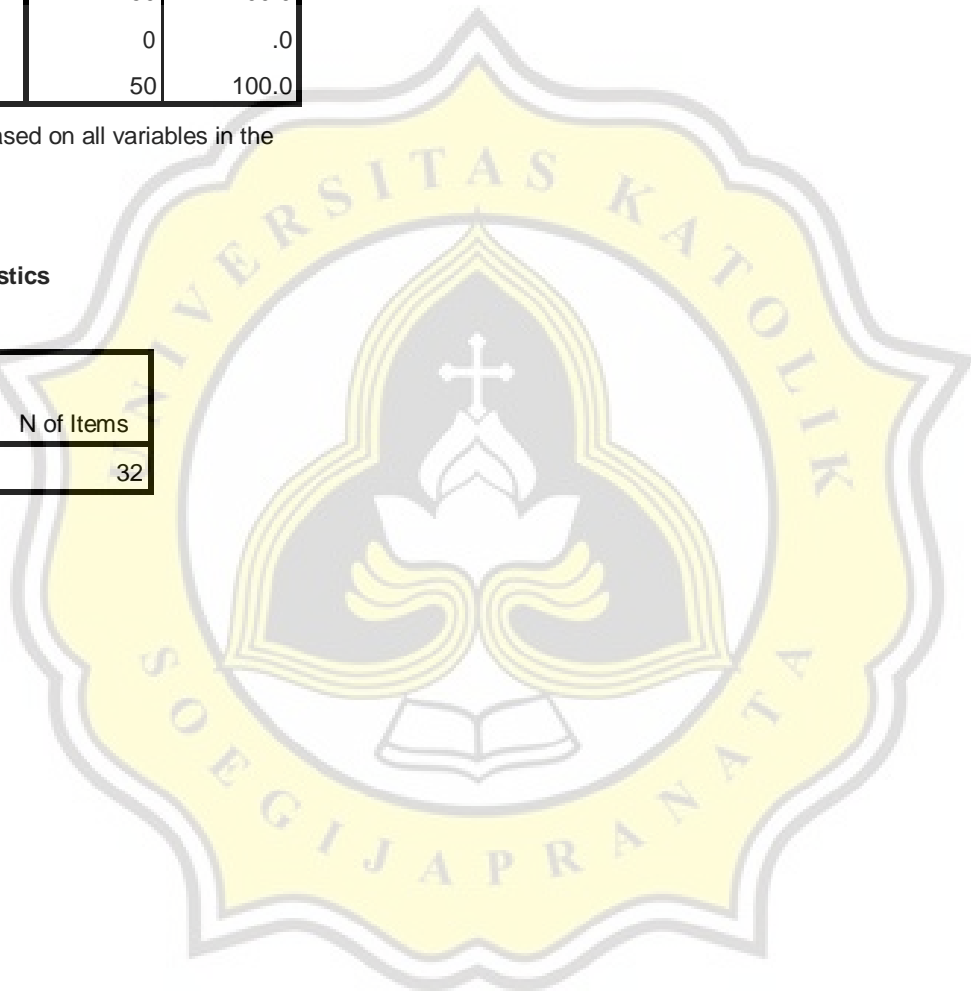 0 .0
50 100.0
ased on all variables in the
stics
N of Items
32
UNIVERSITAS KATOLIK
SOEGIJAPRANATA